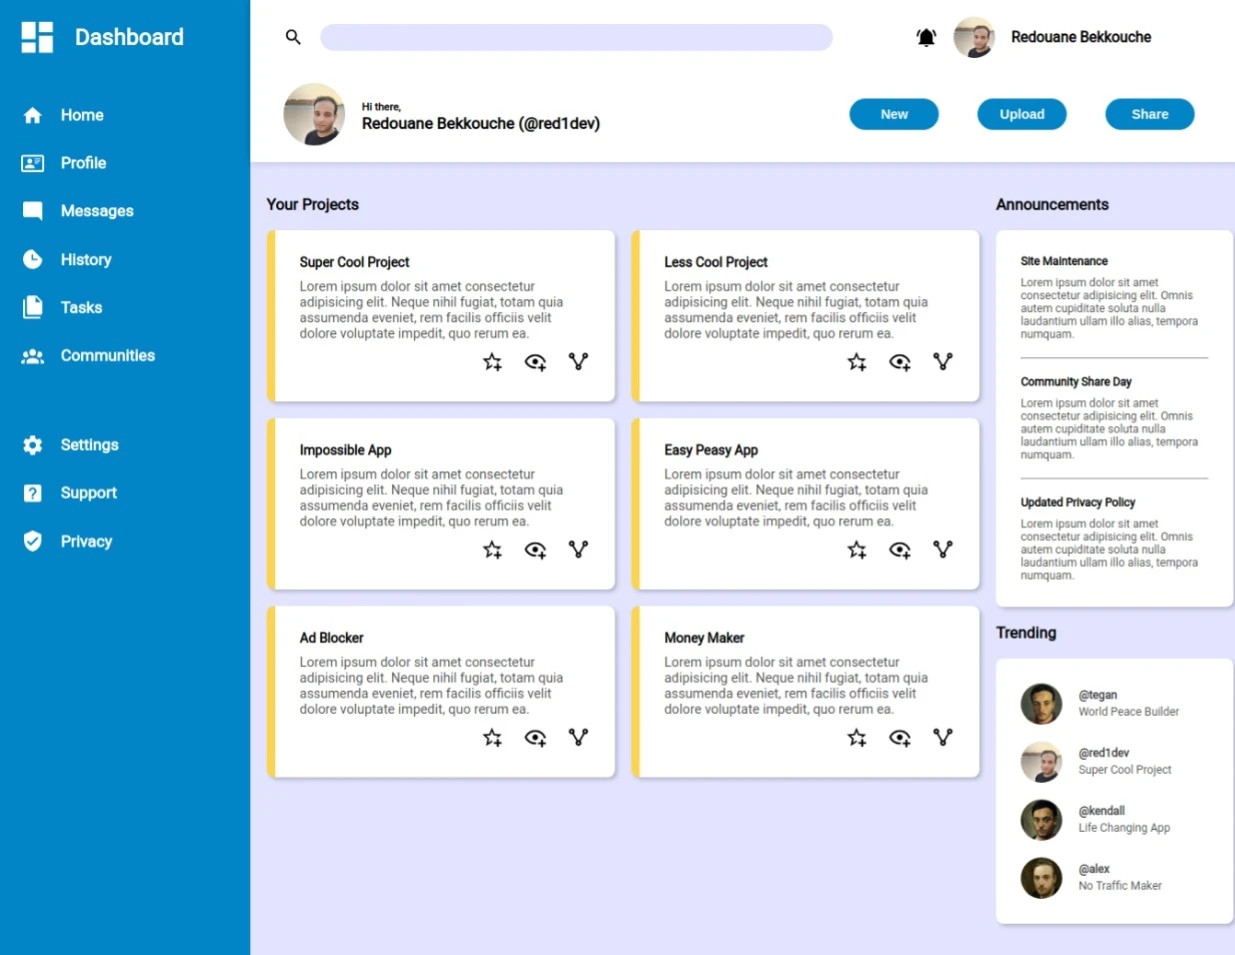 Dashboard
Home
Profile
Messages
History
Tasks
Communities
Settings
Support
Privacy
Redouane Bekkouche
Hi there,
Redouane Bekkouche (@red1dev)
New
Upload
Share
Your Projects
Super Cool Project
Lorem ipsum dolor sit amet consectetur
adipisicing elit. Neque nihil fugiat, totam quia
assumenda eveniet, rem facilis officiis velit
dolore voluptate impedit, quo rerum ea.
Less Cool Project
Lorem ipsum dolor sit amet consectetur
adipisicing elit. Neque nihil fugiat, totam quia
assumenda eveniet, rem facilis officiis velit
dolore voluptate impedit, quo rerum ea.
Impossible App
Lorem ipsum dolor sit amet consectetur
adipisicing elit. Neque nihil fugiat, totam quia
assumenda eveniet, rem facilis officiis velit
dolore voluptate impedit, quo rerum ea.
Easy Peasy App
Lorem ipsum dolor sit amet consectetur
adipisicing elit. Neque nihil fugiat, totam quia
assumenda eveniet, rem facilis officiis velit
dolore voluptate impedit, quo rerum ea.
Ad Blocker
Lorem ipsum dolor sit amet consectetur
adipisicing elit. Neque nihil fugiat, totam quia
assumenda eveniet, rem facilis officiis velit
dolore voluptate impedit, quo rerum ea.
Money Maker
Lorem ipsum dolor sit amet consectetur
adipisicing elit. Neque nihil fugiat, totam quia
assumenda eveniet, rem facilis officiis velit
dolore voluptate impedit, quo rerum ea.
Announcements
Site Maintenance
Lorem ipsum dolor sit amet
consectetur adipisicing elit. Omnis
autem cupiditate soluta nulla
laudantium ullam illo alias, tempora
numquam.
Community Share Day
Lorem ipsum dolor sit amet
consectetur adipisicing elit. Omnis
autem cupiditate soluta nulla
laudantium ullam illo alias, tempora
numquam.
Updated Privacy Policy
Lorem ipsum dolor sit amet
consectetur adipisicing elit. Omnis
autem cupiditate soluta nulla
laudantium ullam illo alias, tempora
numquam.
Trending
@tegan
World Peace Builder
@red1dev
Super Cool Project
@kendall
Life Changing App
@alex
No Traffic Maker